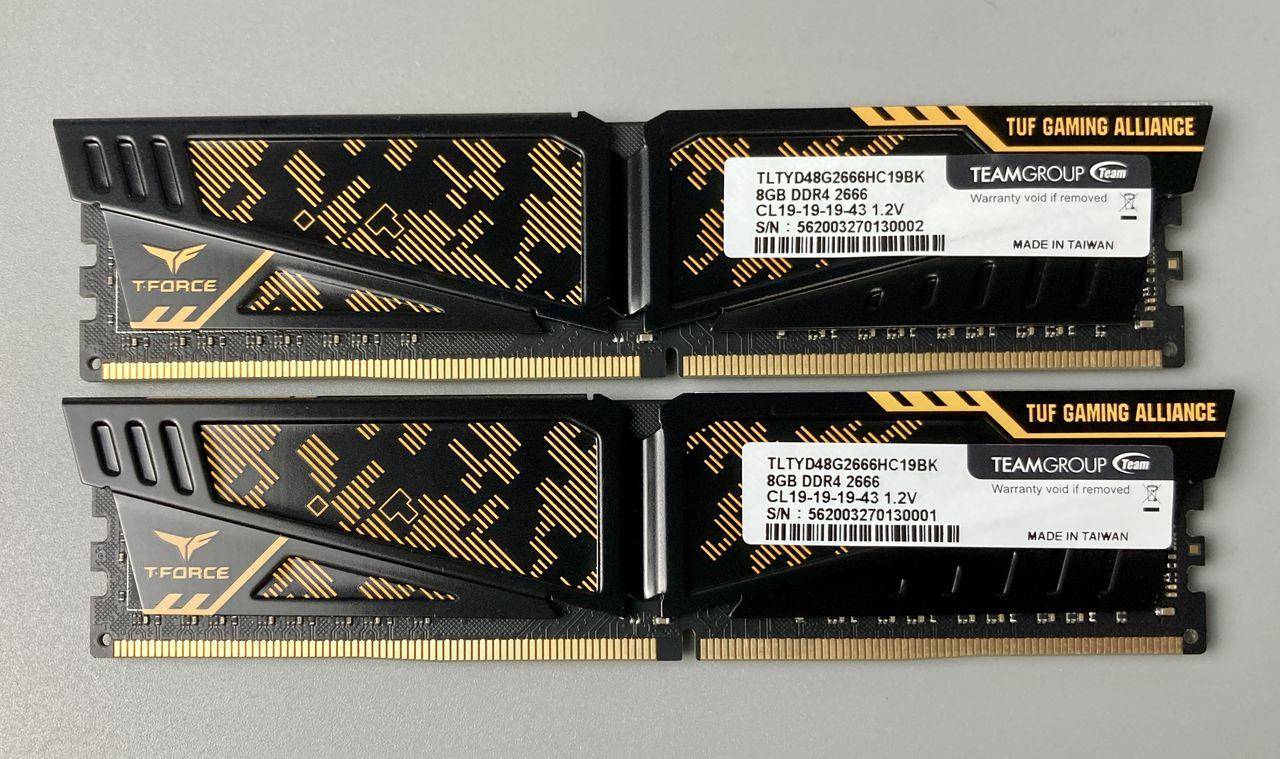 TUF GAMING ALLIANCE
TLTYD48G2666HC19BK
8GB DDR4 2666
CL19-19-19-43 1.2V
S/N : 562003270130002
TEAMGROUP Team
Warranty void if removed
MADE IN TAIWAN
T-FORCE
TUF GAMING ALLIANCE
TLTYD48G2666HC19BK
8GB DDR4 2666
CL19-19-19-43 1.2V
S/N : 562003270130001
TEAMGROUP Team
Warranty void if removed
MADE IN TAIWAN
T-FORCE